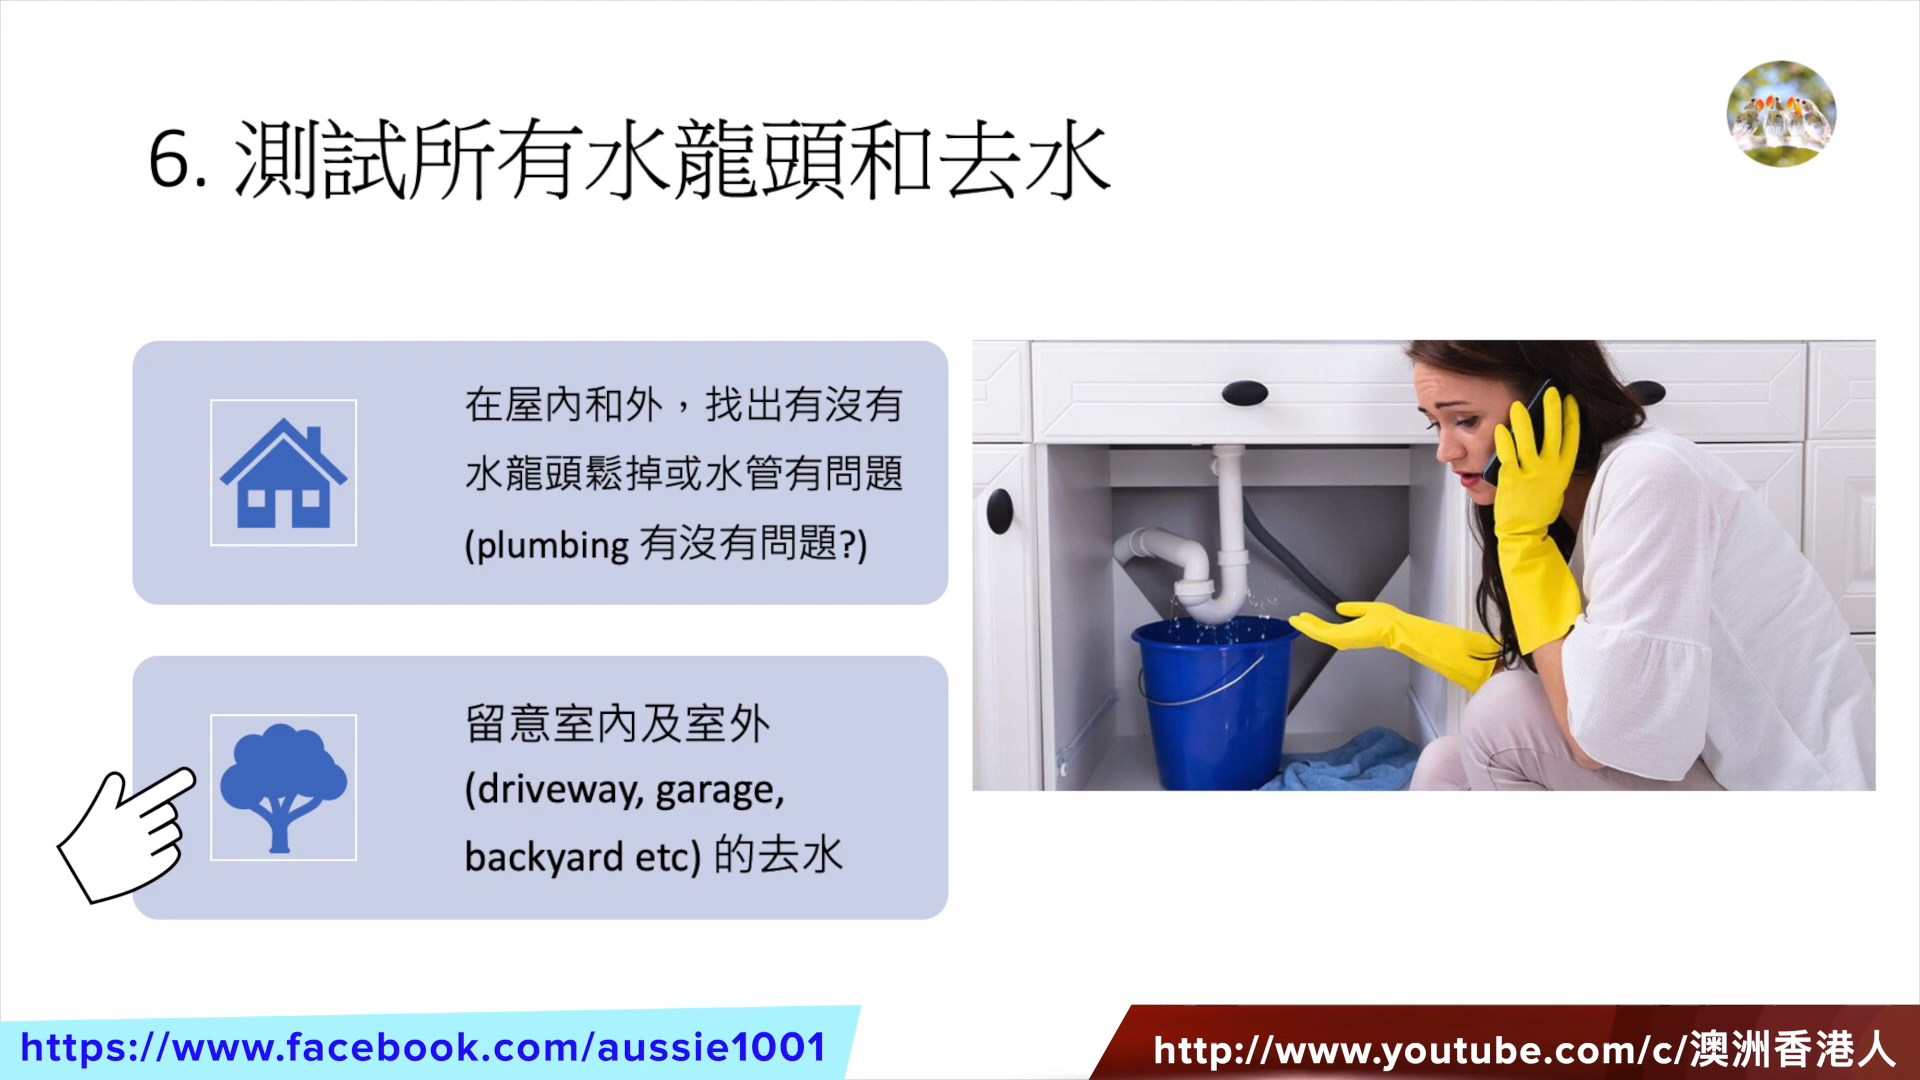 6. 測試所有水龍頭和去水
在屋內和外，找出有沒有
水龍頭鬆掉或水管有問題
(plumbing 有沒有問題?)
留意室內及室外
(driveway, garage,
backyard etc) 的去水
https://www.facebook.com/aussie1001
http://www.youtube.com/c/澳洲香港人